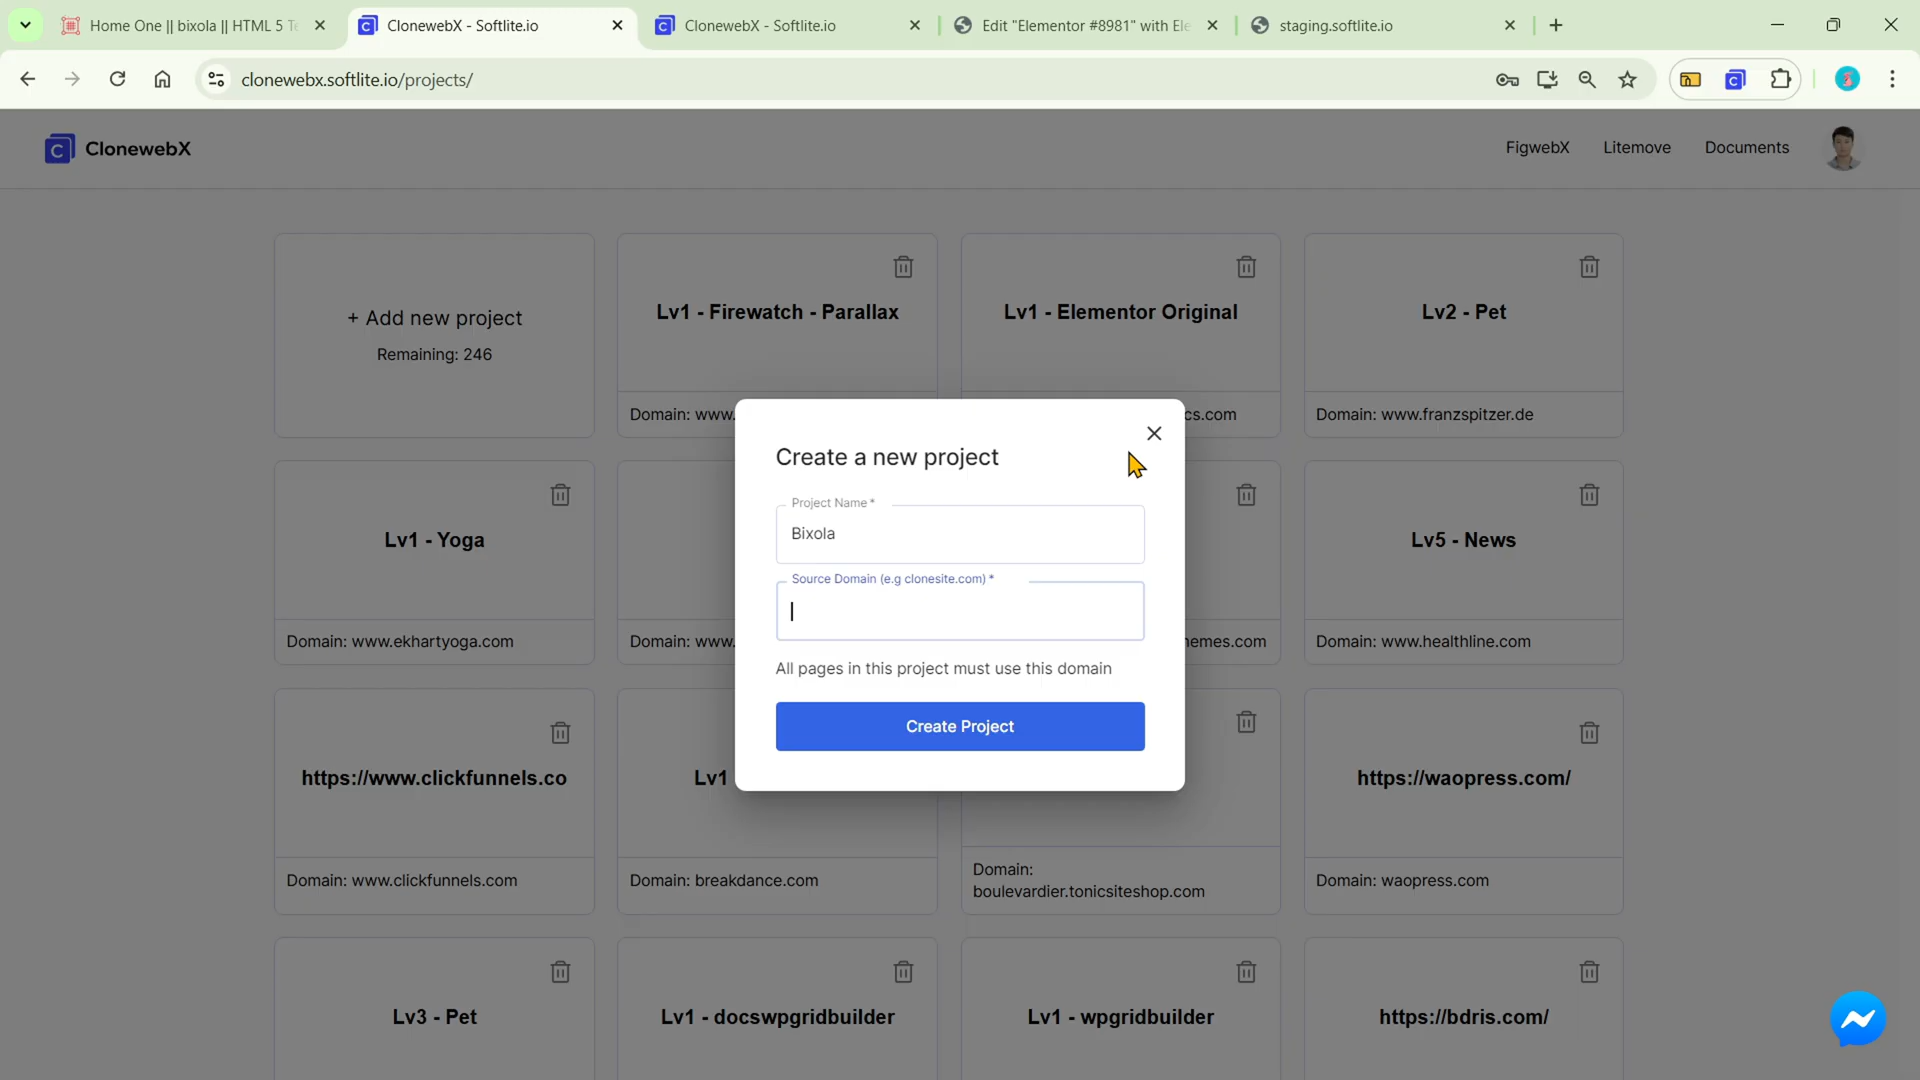 Home One || bixola || HTML 5 Te
ClonewebX - Softlite.io
ClonewebX - Softlite.io
Edit "Elementor #8981" with Ele
staging.softlite.io
clonewebx.softlite.io/projects/
ClonewebX
FigwebX
Litemove
Documents
+ Add new project
Remaining: 246
Lv1 - Firewatch - Parallax
Domain: www.
Lv1 - Elementor Original
cs.com
Lv2 - Pet
Domain: www.franzspitzer.de
Create a new project
Project Name *
Bixola
Source Domain (e.g clonesite.com) *
All pages in this project must use this domain
Create Project
Lv1 - Yoga
Domain: www.ekhartyoga.com
Domain: www.
emes.com
Lv5 - News
Domain: www.healthline.com
https://www.clickfunnels.co
Domain: www.clickfunnels.com
Lv1
Domain: breakdance.com
Domain:
boulevardier.tonicsiteshop.com
https://waopress.com/
Domain: waopress.com
Lv3 - Pet
Lv1 - docswpgridbuilder
Lv1 - wpgridbuilder
https://bdris.com/